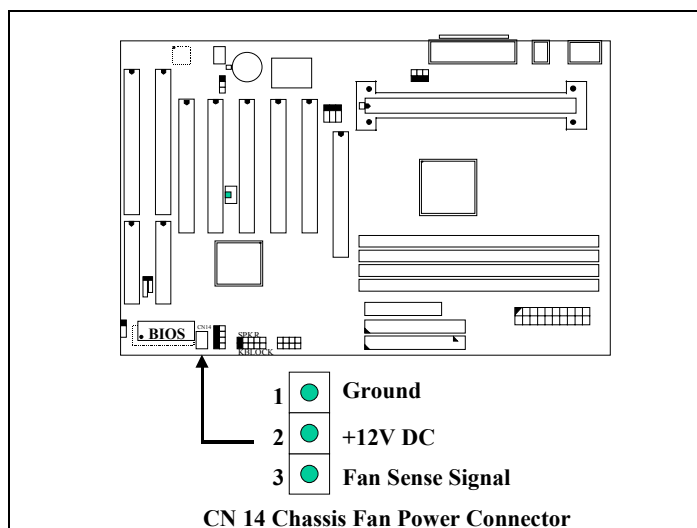 CN14
BIOS
SPKR
KBLOCK
1 Ground
2 +12V DC
3 Fan Sense Signal
CN 14 Chassis Fan Power Connector